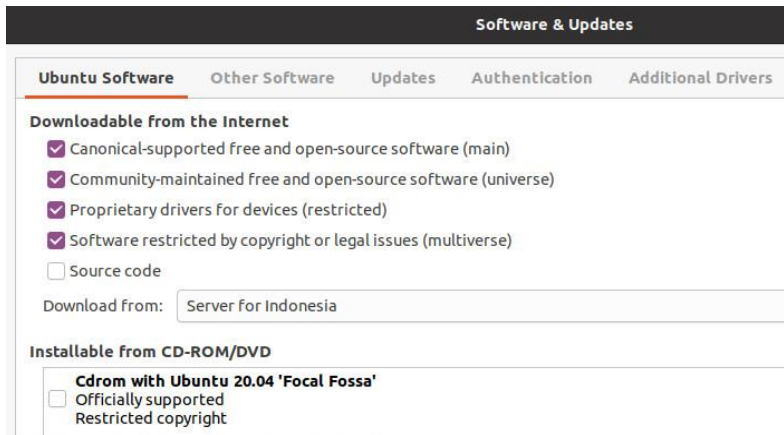 Software & Updates
Ubuntu Software Other Software Updates Authentication Additional Drivers
Downloadable from the Internet
Canonical-supported free and open-source software (main)
Community-maintained free and open-source software (universe)
Proprietary drivers for devices (restricted)
Software restricted by copyright or legal issues (multiverse)
Source code
Download from: Server for Indonesia
Installable from CD-ROM/DVD
Cdrom with Ubuntu 20.04 'Focal Fossa'
Officially supported
Restricted copyright